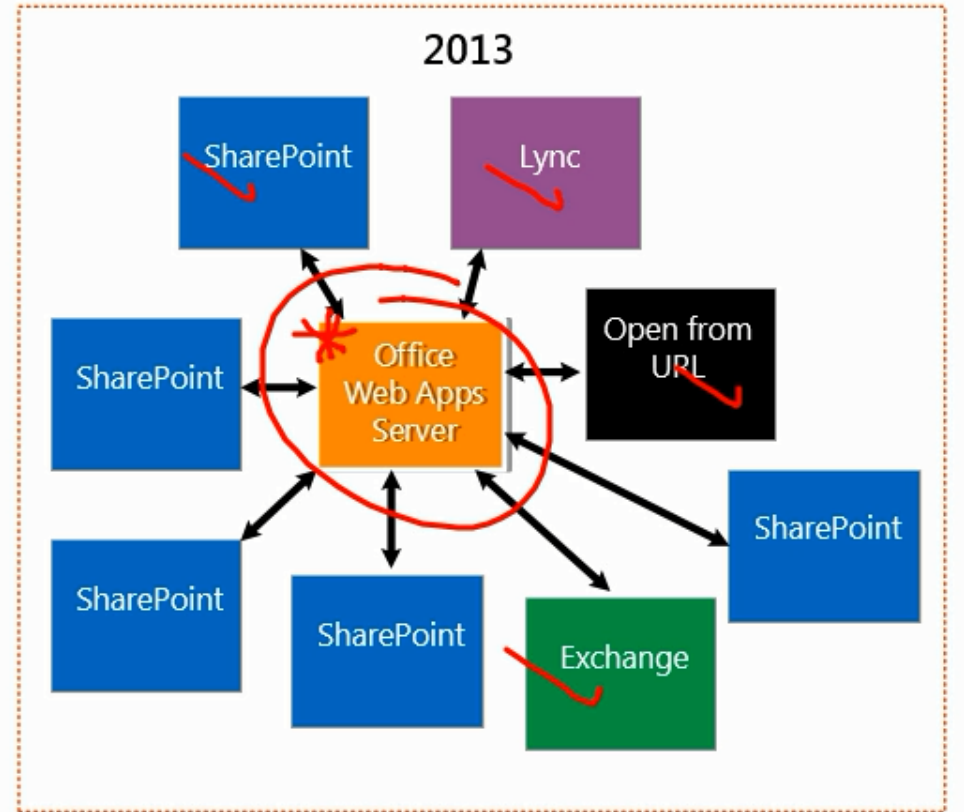 2013
SharePoint
Lync
Open from
URL
SharePoint
Office
Web Apps
Server
SharePoint
SharePoint
SharePoint
Exchange